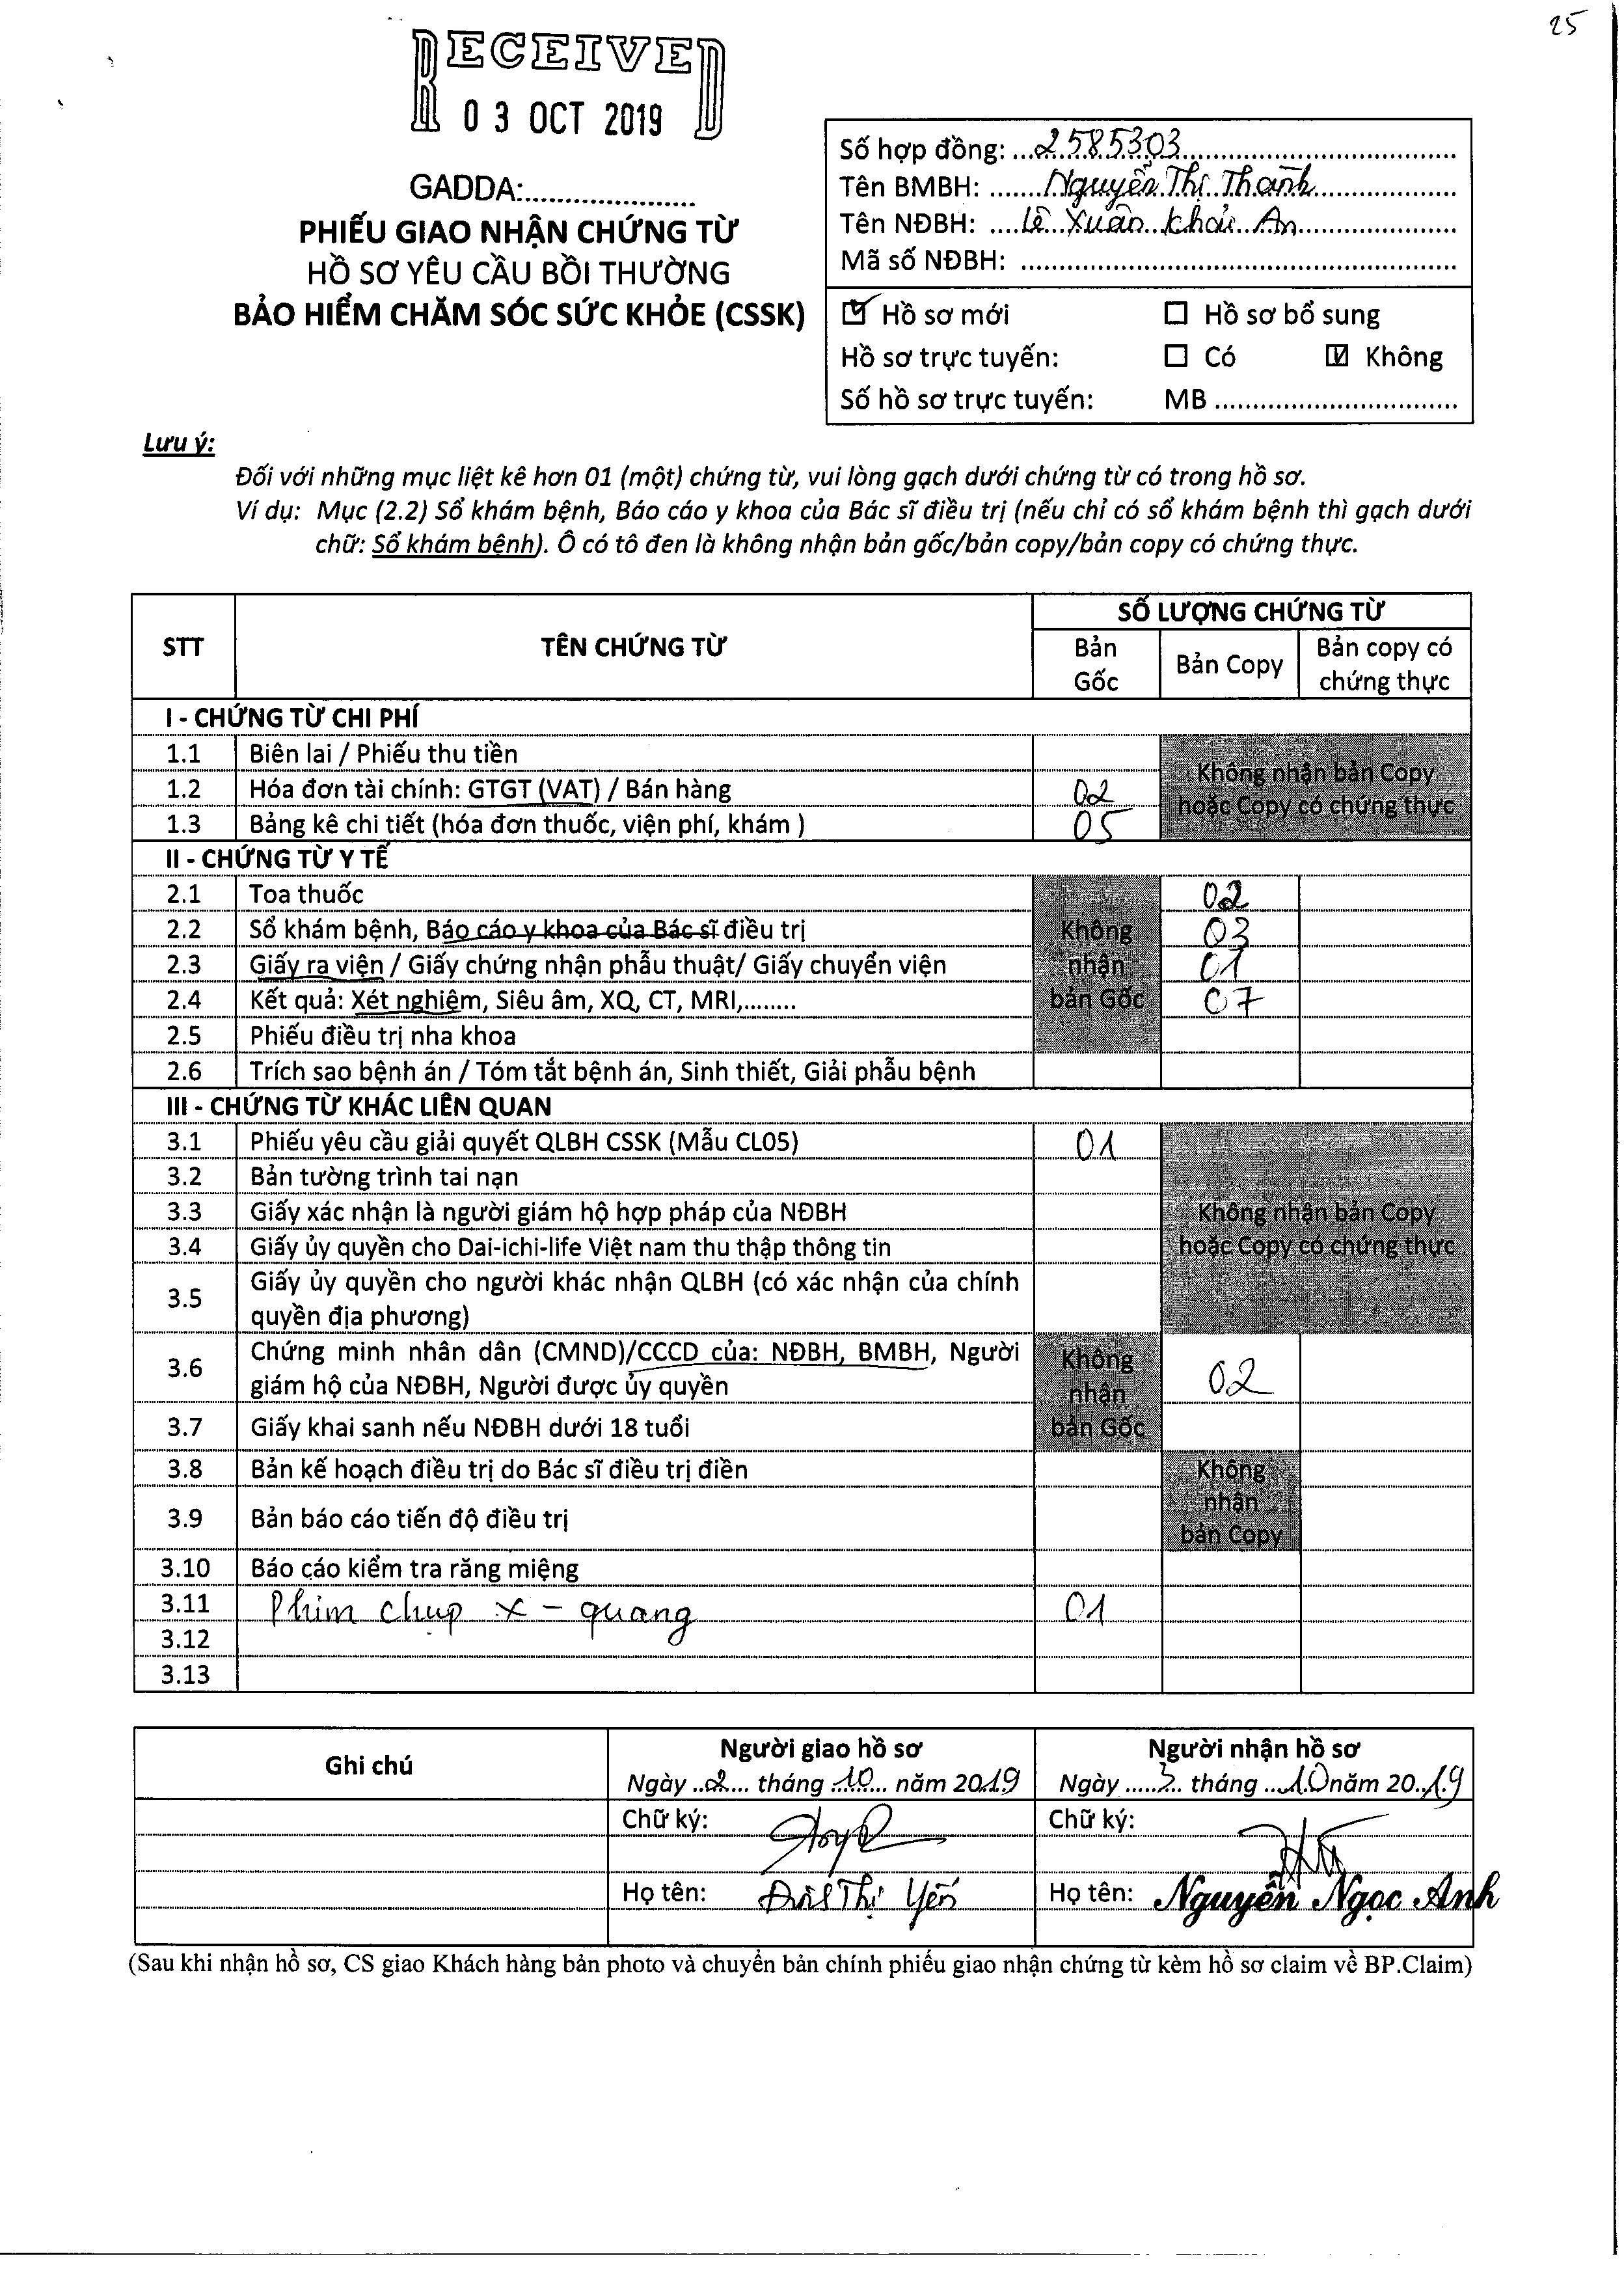 25
RECEIVED
03 OCT 2019
GADDA:.....................
PHIẾU GIAO NHẬN CHỨNG TỪ
HỒ SƠ YÊU CẦU BỒI THƯỜNG
BẢO HIỂM CHĂM SÓC SỨC KHỎE (CSSK)
Số hợp đồng: 2585303
Tên BMBH: Nguyễn Thị Thanh
Tên NĐBH: Lê Xuân Khải An
Mã số NĐBH: ........................
☑ Hồ sơ mới ☐ Hồ sơ bổ sung
Hồ sơ trực tuyến: ☐ Có ☑ Không
Số hồ sơ trực tuyến: MB ................................
Lưu ý:
Đối với những mục liệt kê hơn 01 (một) chứng từ, vui lòng gạch dưới chứng từ có trong hồ sơ.
Ví dụ: Mục (2.2) Sổ khám bệnh, Báo cáo y khoa của Bác sĩ điều trị (nếu chỉ có sổ khám bệnh thì gạch dưới
chữ: Sổ khám bệnh). Ô có tô đen là không nhận bản gốc/bản copy/bản copy có chứng thực.
STT TÊN CHỨNG TỪ SỐ LƯỢNG CHỨNG TỪ
Bản Gốc Bản Copy Bản copy có chứng thực
I - CHỨNG TỪ CHI PHÍ
1.1 Biên lai / Phiếu thu tiền
Không nhận bản Copy
1.2 Hóa đơn tài chính: GTGT (VAT) / Bán hàng 02
hoặc Copy có chứng thực
1.3 Bảng kê chi tiết (hóa đơn thuốc, viện phí, khám ) 05
II - CHỨNG TỪ Y TẾ
2.1 Toa thuốc 02
2.2 Sổ khám bệnh, Báo cáo y khoa của Bác sĩ điều trị Không 03
2.3 Giấy ra viện / Giấy chứng nhận phẫu thuật/ Giấy chuyển viện nhận 01
2.4 Kết quả: Xét nghiệm, Siêu âm, XQ, CT, MRI,........ bản Gốc 07
2.5 Phiếu điều trị nha khoa
2.6 Trích sao bệnh án / Tóm tắt bệnh án, Sinh thiết, Giải phẫu bệnh
III - CHỨNG TỪ KHÁC LIÊN QUAN
3.1 Phiếu yêu cầu giải quyết QLBH CSSK (Mẫu CL05) 01
3.2 Bản tường trình tai nạn
3.3 Giấy xác nhận là người giám hộ hợp pháp của NĐBH Không nhận bản Copy
3.4 Giấy ủy quyền cho Dai-ichi-life Việt nam thu thập thông tin hoặc Copy có chứng thực
3.5 Giấy ủy quyền cho người khác nhận QLBH (có xác nhận của chính
quyền địa phương)
3.6 Chứng minh nhân dân (CMND)/CCCD của: NĐBH, BMBH, Người Không 02
giám hộ của NĐBH, Người được ủy quyền nhận
3.7 Giấy khai sanh nếu NĐBH dưới 18 tuổi bản Gốc
3.8 Bản kế hoạch điều trị do Bác sĩ điều trị điền Không
nhận
3.9 Bản báo cáo tiến độ điều trị
bản Copy
3.10 Báo cáo kiểm tra răng miệng
3.11 Phim chụp x - quang 01
3.12
3.13
Ghi chú Người giao hồ sơ Người nhận hồ sơ
Ngày 2 tháng 10 năm 2019 Ngày 3 tháng 10 năm 2019
Chữ ký: Chữ ký:
Họ tên: Thị Yến Họ tên: Nguyễn Ngọc Anh
(Sau khi nhận hồ sơ, CS giao Khách hàng bản photo và chuyển bản chính phiếu giao nhận chứng từ kèm hồ sơ claim về BP.Claim)